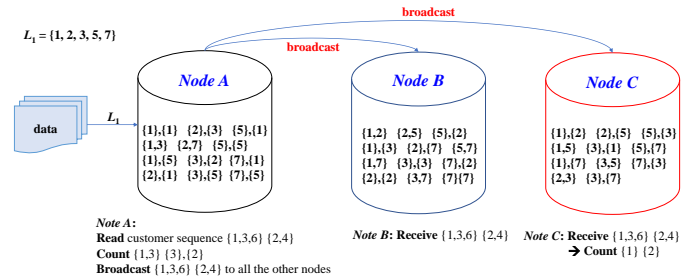 broadcast
L1 = {1, 2, 3, 5, 7}
broadcast
Node A
Node B
Node C
data
L1
{1},{1} {2},{3} {5},{1}
{1,3} {2,7} {5},{5}
{1},{5} {3},{2} {7},{1}
{2},{1} {3},{5} {7},{5}
{1,2} {2,5} {5},{2}
{1},{3} {2},{7} {5,7}
{1,7} {3},{3} {7},{2}
{2},{2} {3,7} {7}{7}
{1},{2} {2},{5} {5},{3}
{1,5} {3},{1} {5},{7}
{1},{7} {3,5} {7},{3}
{2,3} {3},{7}
Note A:
Read customer sequence {1,3,6} {2,4}
Count {1,3} {3},{2}
Broadcast {1,3,6} {2,4} to all the other nodes
Note B: Receive {1,3,6} {2,4}
Note C: Receive {1,3,6} {2,4}
➔ Count {1} {2}